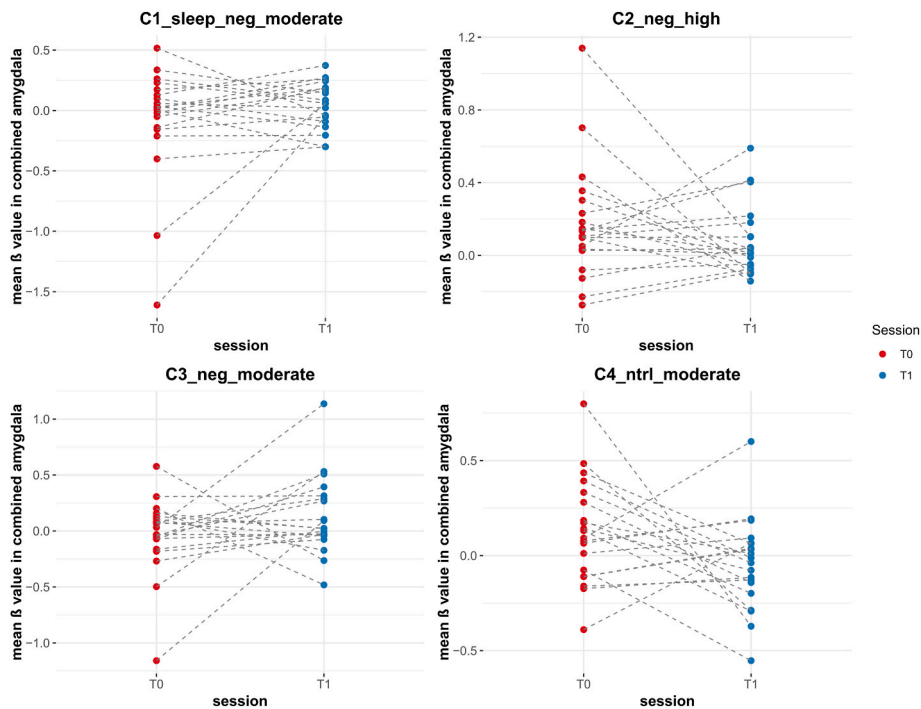 C1_sleep_neg_moderate
mean ß value in combined amygdala
0.5
0.0
−0.5
−1.0
−1.5
T0
T1
session
C2_neg_high
mean ß value in combined amygdala
1.2
0.8
0.4
0.0
T0
T1
session
Session
T0
T1
C3_neg_moderate
mean ß value in combined amygdala
1.0
0.5
0.0
−0.5
−1.0
T0
T1
session
C4_ntrl_moderate
mean ß value in combined amygdala
0.5
0.0
−0.5
T0
T1
session